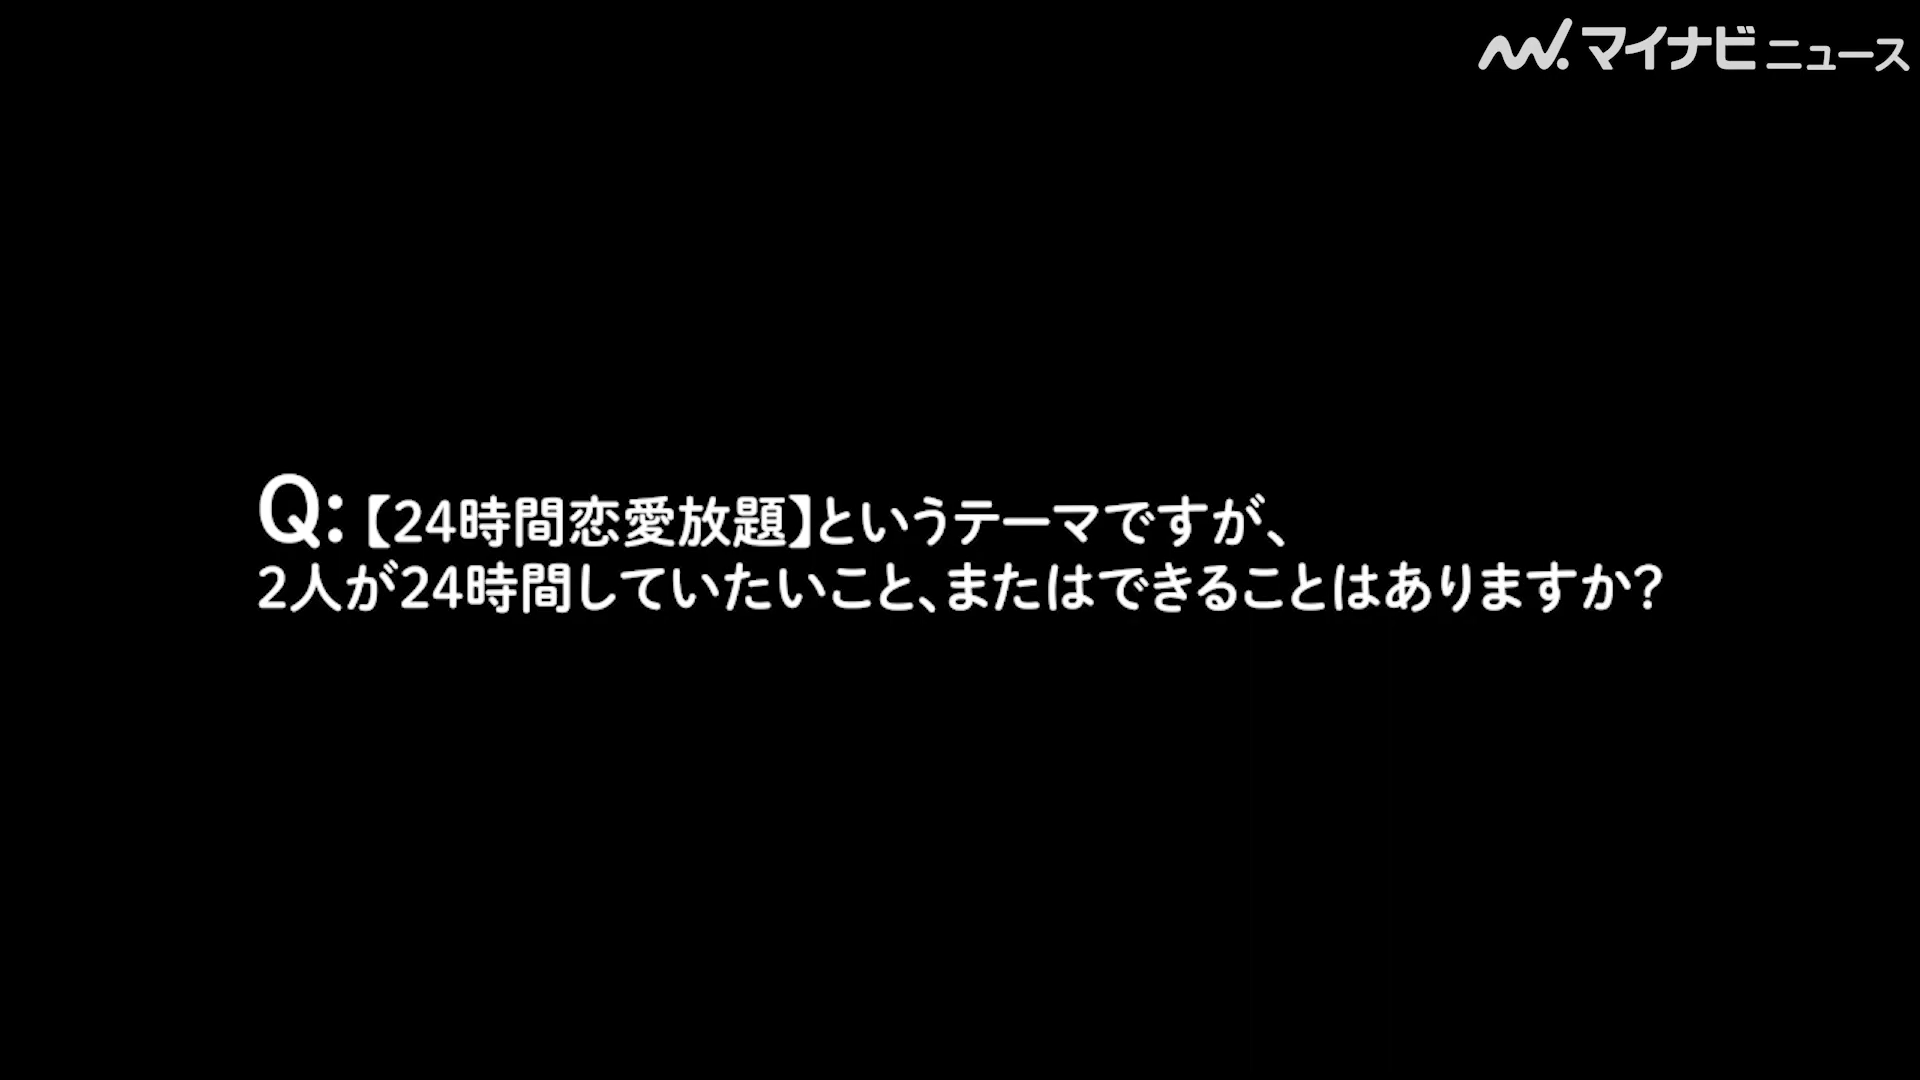 マイナビニュース
Q:【24時間恋愛放題】というテーマですが、
2人が24時間していたいこと、またはできることはありますか?